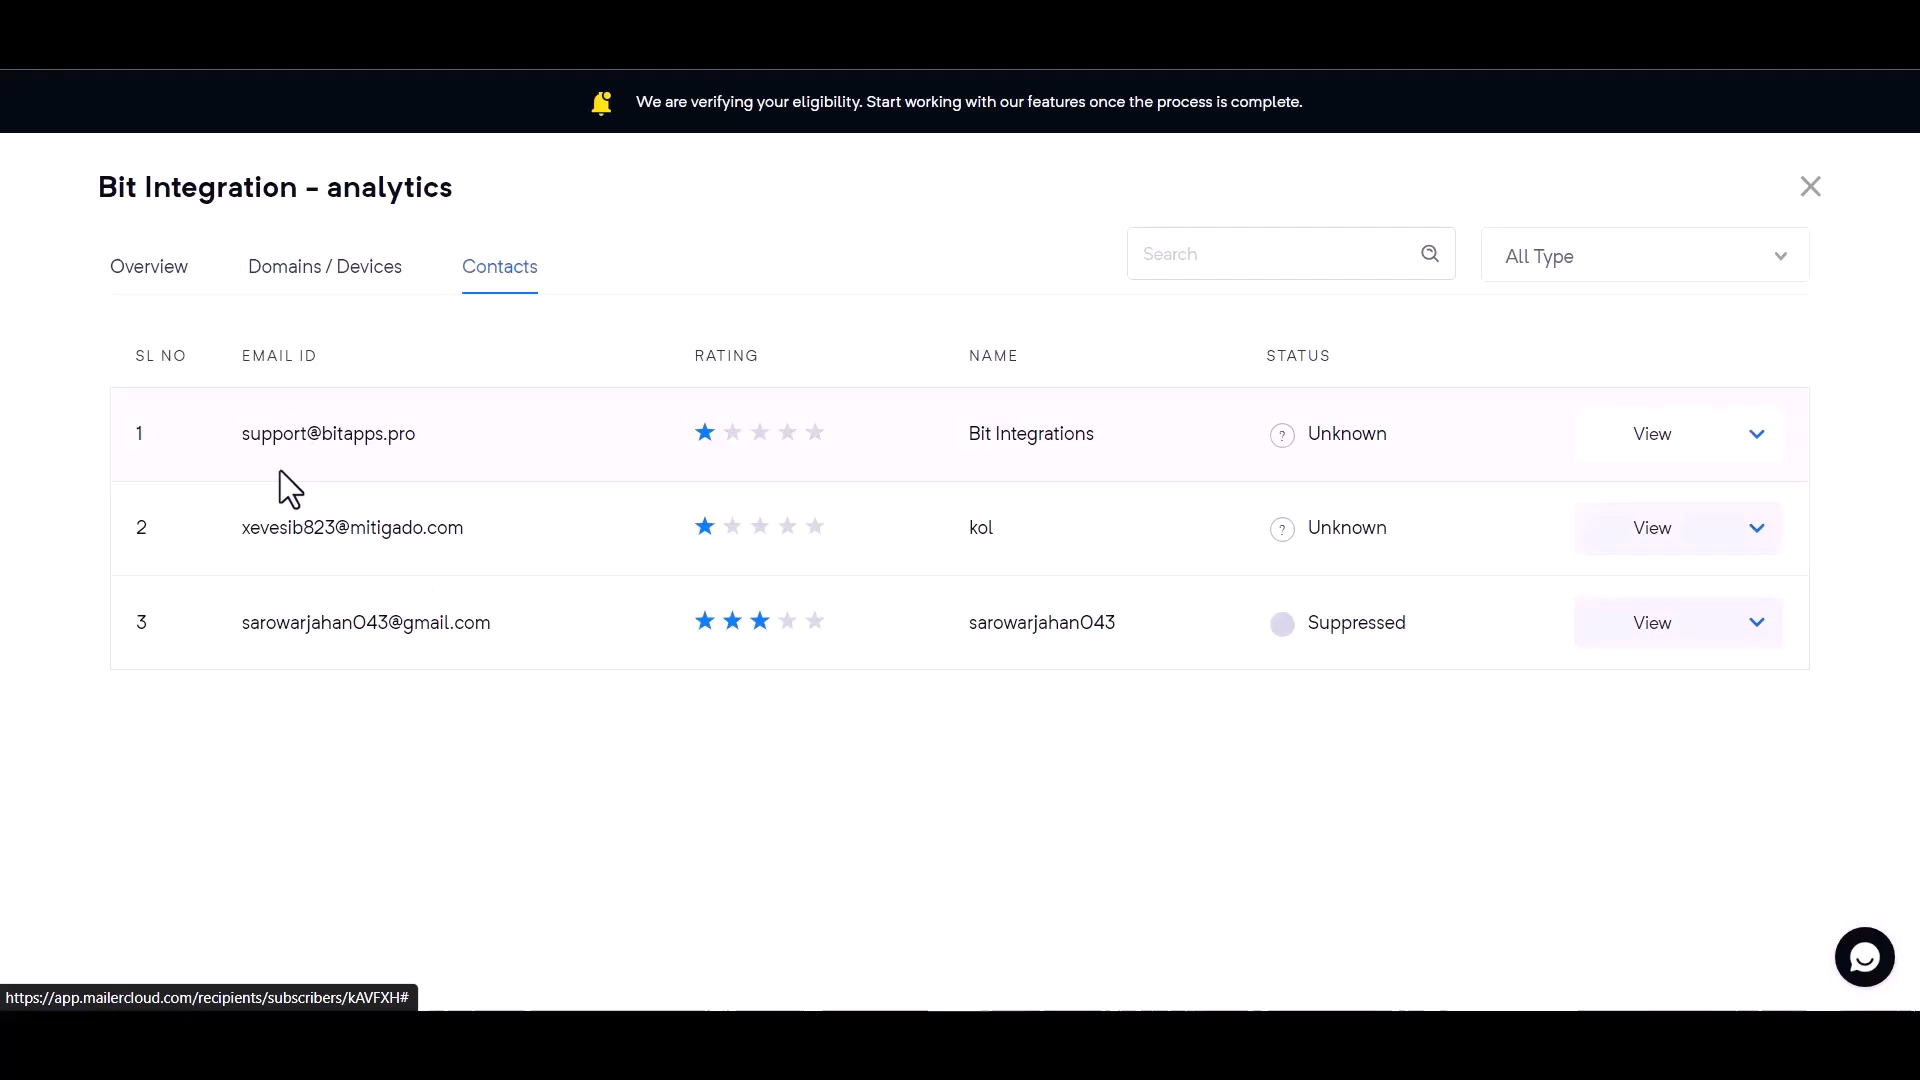 We are verifying your eligibility. Start working with our features once the process is complete.
Bit Integration - analytics
Overview Domains / Devices Contacts Search All Type
SL NO EMAIL ID RATING NAME STATUS
1 support@bitapps.pro Bit Integrations ? Unknown View
2 xevesib823@mitigado.com kol ? Unknown View
3 sarowarjahan043@gmail.com sarowarjahan043 Suppressed View
https://app.mailercloud.com/recipients/subscribers/kAVFXH#